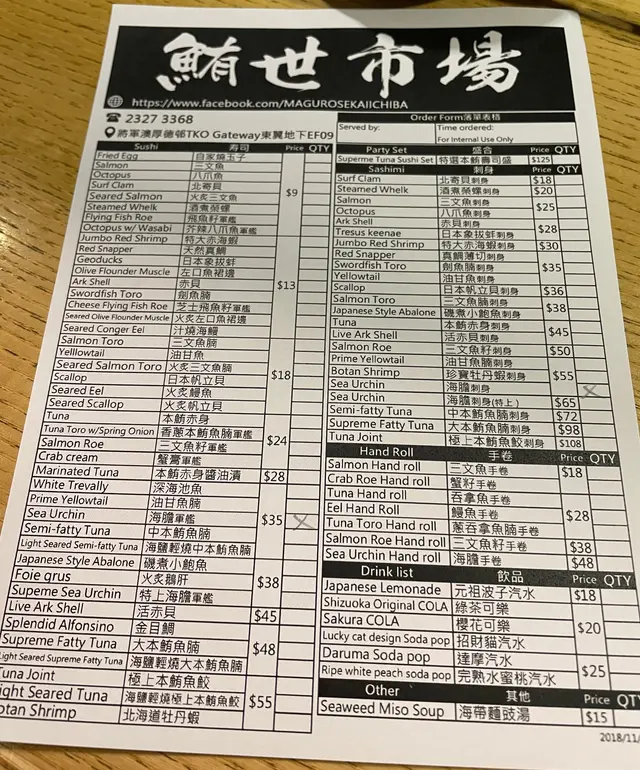 鮪世市場
https://www.facebook.com/MAGUROSEKAIICHIBA
☎ 2327 3368
將軍澳厚德邨TKO Gateway東翼地下EF09
Order Form落單表格
Served by:
Time ordered:
For Internal Use Only
Sushi 壽司 Price QTY
Fried Egg 自家燒玉子
Salmon 三文魚
Octopus 八爪魚
Surf Clam 北寄貝 $9
Seared Salmon 火炙三文魚
Steamed Whelk 酒煮榮螺
Flying Fish Roe 飛魚籽軍艦
Octopus w/ Wasabi 芥辣八爪魚軍艦
Jumbo Red Shrimp 特大赤海蝦
Red Snapper 天然真鯛
Geoducks 日本象拔蚌
Olive Flounder Muscle 左口魚裙邊
Ark Shell 赤貝 $13
Swordfish Toro 劍魚腩
Cheese Flying Fish Roe 芝士飛魚籽軍艦
Seared Olive Flounder Muscle 火炙左口魚裙邊
Seared Conger Eel 汁燒海鰻
Salmon Toro 三文魚腩
Yelllowtail 油甘魚
Seared Salmon Toro 火炙三文魚腩 $18
Scallop 日本帆立貝
Seared Eel 火炙鰻魚
Seared Scallop 火炙帆立貝
Tuna 本鮪赤身
Tuna Toro w/Spring Onion 香蔥本鮪魚腩軍艦 $24
Salmon Roe 三文魚籽軍艦
Crab cream 蟹膏軍艦
Marinated Tuna 本鮪赤身醬油漬 $28
White Trevally 深海池魚
Prime Yellowtail 油甘魚腩
Sea Urchin 海膽軍艦 $35
Semi-fatty Tuna 中本鮪魚腩
Light Seared Semi-fatty Tuna 海鹽輕燒中本鮪魚腩
Japanese Style Abalone 磯煮小鮑魚
Foie grus 火炙鵝肝 $38
Supeme Sea Urchin 特上海膽軍艦
Live Ark Shell 活赤貝 $45
Splendid Alfonsino 金目鯛
Supreme Fatty Tuna 大本鮪魚腩 $48
Light Seared Supreme Fatty Tuna 海鹽輕燒大本鮪魚腩
Tuna Joint 極上本鮪魚鮫
ight Seared Tuna 海鹽輕燒極上本鮪魚鮫 $55
otan Shrimp 北海道牡丹蝦
Party Set 盛合 Price QTY
Superme Tuna Sushi Set 特選本鮪壽司盛 $125
Sashimi 刺身 Price QTY
Surf Clam 北寄貝刺身 $18
Steamed Whelk 酒煮榮螺刺身 $20
Salmon 三文魚刺身 $25
Octopus 八爪魚刺身
Ark Shell 赤貝刺身 $28
Tresus keenae 日本象拔蚌刺身
Jumbo Red Shrimp 特大赤海蝦刺身 $30
Red Snapper 真鯛薄切刺身
Swordfish Toro 劍魚腩刺身 $35
Yellowtail 油甘魚刺身
Scallop 日本帆立貝刺身 $36
Salmon Toro 三文魚腩刺身 $38
Japanese Style Abalone 磯煮小鮑魚刺身
Tuna 本鮪赤身刺身 $45
Live Ark Shell 活赤貝刺身
Salmon Roe 三文魚籽刺身 $50
Prime Yellowtail 油甘魚腩刺身
Botan Shrimp 珍寶牡丹蝦刺身 $55
Sea Urchin 海膽刺身
Sea Urchin 海膽刺身(特上) $65
Semi-fatty Tuna 中本鮪魚腩刺身 $72
Supreme Fatty Tuna 大本鮪魚腩刺身 $98
Tuna Joint 極上本鮪魚鮫刺身 $108
Hand Roll 手卷 Price QTY
Salmon Hand roll 三文魚手卷 $18
Crab Roe Hand roll 蟹籽手卷
Tuna Hand roll 吞拿魚手卷
Eel Hand Roll 鰻魚手卷 $28
Tuna Toro Hand roll 蔥吞拿魚腩手卷
Salmon Roe Hand roll 三文魚籽手卷 $38
Sea Urchin Hand roll 海膽手卷 $48
Drink list 飲品 Price QTY
Japanese Lemonade 元祖波子汽水 $18
Shizuoka Original COLA 綠茶可樂
Sakura COLA 櫻花可樂 $20
Lucky cat design Soda pop 招財貓汽水
Daruma Soda pop 達摩汽水 $25
Ripe white peach soda pop 完熟水蜜桃汽水
Other 其他 Price QT
Seaweed Miso Soup 海帶麵豉湯 $15
2018/11/